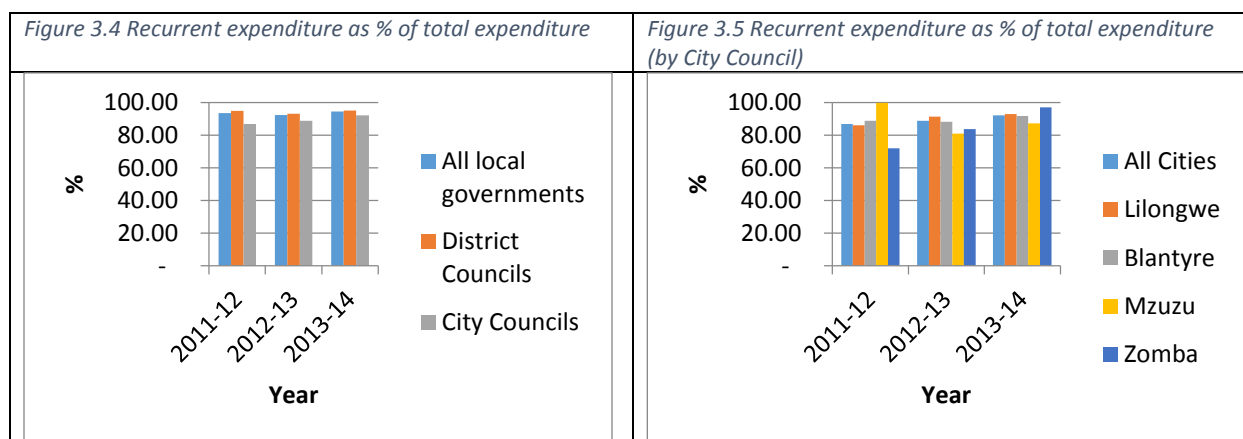 Figure 3.4 Recurrent expenditure as % of total expenditure
100.00
80.00
60.00
40.00
20.00
-
%
2011-12
2012-13
2013-14
Year
All local
governments
District
Councils
City Councils
Figure 3.5 Recurrent expenditure as % of total expenditure
(by City Council)
100.00
80.00
60.00
40.00
20.00
-
%
2011-12
2012-13
2013-14
Year
All Cities
Lilongwe
Blantyre
Mzuzu
Zomba